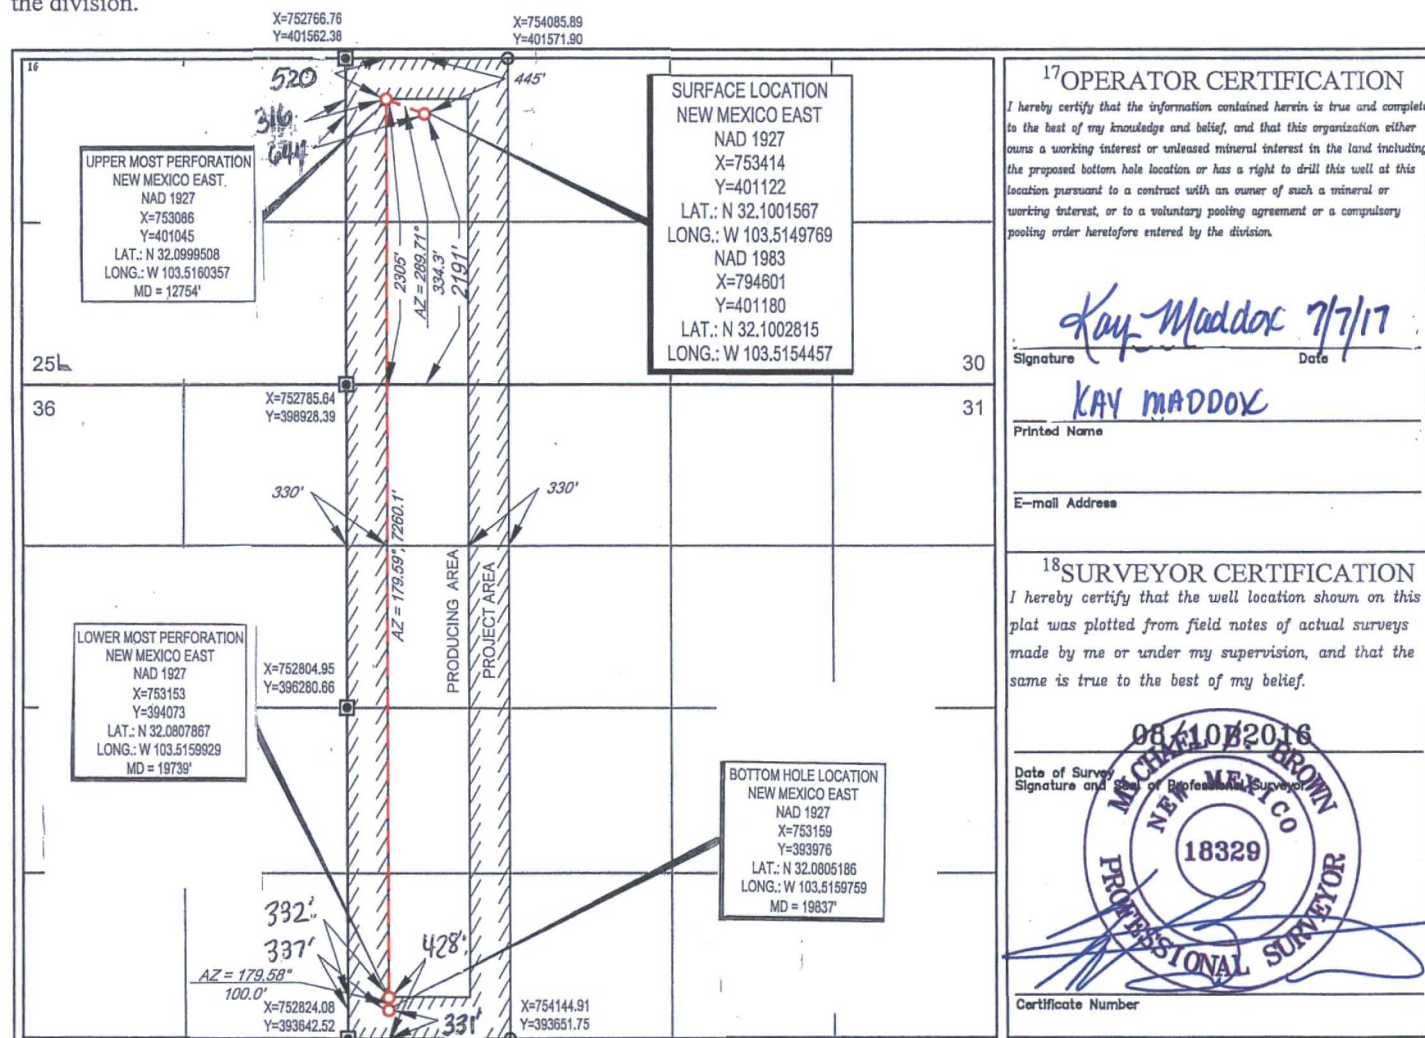 the division.
X=752766.76
Y=401562.38
X=754085.89
Y=401571.90
16
520
445'
316
644
UPPER MOST PERFORATION
NEW MEXICO EAST
NAD 1927
X=753086
Y=401045
LAT.: N 32.0999508
LONG.: W 103.5160357
MD = 12754'
SURFACE LOCATION
NEW MEXICO EAST
NAD 1927
X=753414
Y=401122
LAT.: N 32.1001567
LONG.: W 103.5149769
NAD 1983
X=794601
Y=401180
LAT.: N 32.1002815
LONG.: W 103.5154457
2305'
AZ = 289.71°
334.3'
2191'
25
30
36
31
X=752785.64
Y=398928.39
330'
330'
AZ = 179.59°, 7260.1'
PRODUCING AREA
PROJECT AREA
LOWER MOST PERFORATION
NEW MEXICO EAST
NAD 1927
X=753153
Y=394073
LAT.: N 32.0807867
LONG.: W 103.5159929
MD = 19739'
X=752804.95
Y=396280.66
BOTTOM HOLE LOCATION
NEW MEXICO EAST
NAD 1927
X=753159
Y=393976
LAT.: N 32.0805186
LONG.: W 103.5159759
MD = 19837'
332'
337'
428'
AZ = 179.58°
100.0'
X=752824.08
Y=393642.52
331'
X=754144.91
Y=393651.75
17 OPERATOR CERTIFICATION
I hereby certify that the information contained herein is true and complete
to the best of my knowledge and belief, and that this organization either
owns a working interest or unleased mineral interest in the land including
the proposed bottom hole location or has a right to drill this well at this
location pursuant to a contract with an owner of such a mineral or
working interest, or to a voluntary pooling agreement or a compulsory
pooling order heretofore entered by the division.
Kay Maddox 7/7/17
Signature Date
KAY MADDOX
Printed Name
E-mail Address
18 SURVEYOR CERTIFICATION
I hereby certify that the well location shown on this
plat was plotted from field notes of actual surveys
made by me or under my supervision, and that the
same is true to the best of my belief.
08/10/2016
Date of Survey
Signature and Seal of Professional Surveyor:
MICHAEL B. BROWN
NEW MEXICO
18329
PROFESSIONAL SURVEYOR
Certificate Number